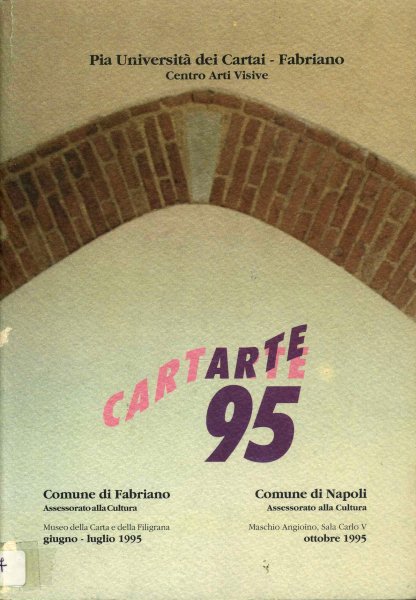 Pia Università dei Cartai - Fabriano
Centro Arti Visive
CARTARTE
95
Comune di Fabriano
Assessorato alla Cultura
Museo della Carta e della Filigrana
giugno - luglio 1995
Comune di Napoli
Assessorato alla Cultura
Maschio Angioino, Sala Carlo V
ottobre 1995